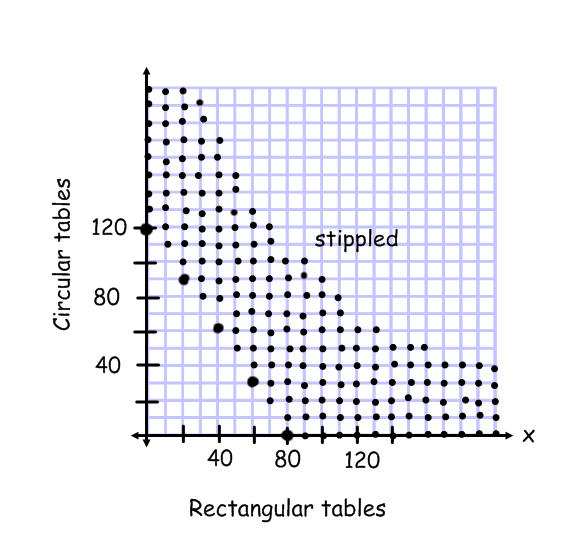 Circular tables
120
80
40
stippled
x
40 80 120
Rectangular tables